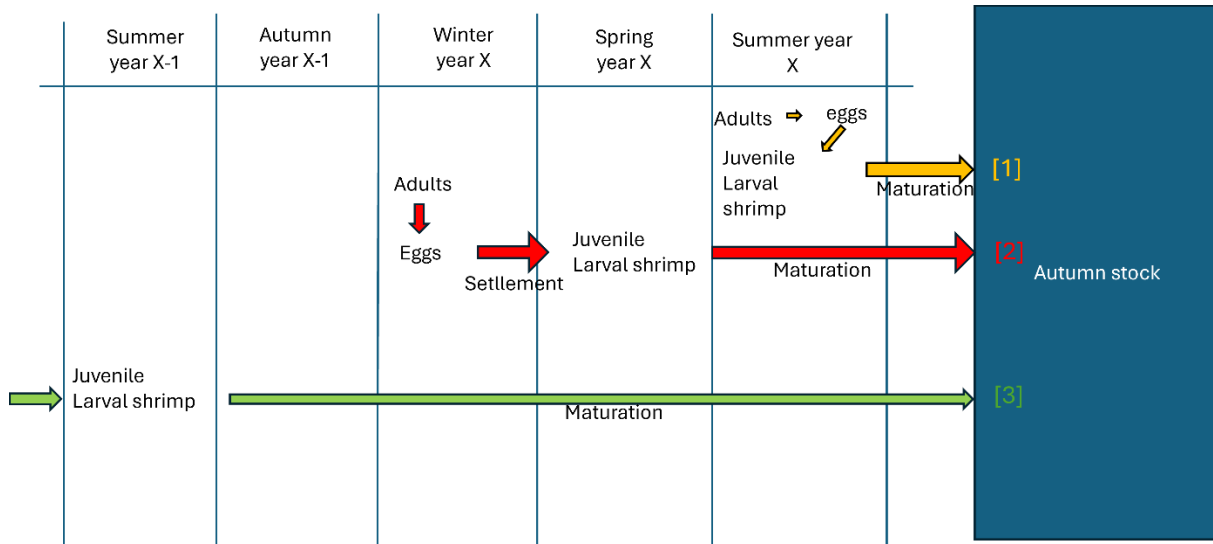 Summer
year X-1
Autumn
year X-1
Winter
year X
Spring
year X
Summer year
X
Adults
eggs
Juvenile
Larval
shrimp
Maturation
[1]
Adults
Eggs
Setllement
Juvenile
Larval shrimp
Maturation
[2]
Autumn stock
Juvenile
Larval shrimp
Maturation
[3]